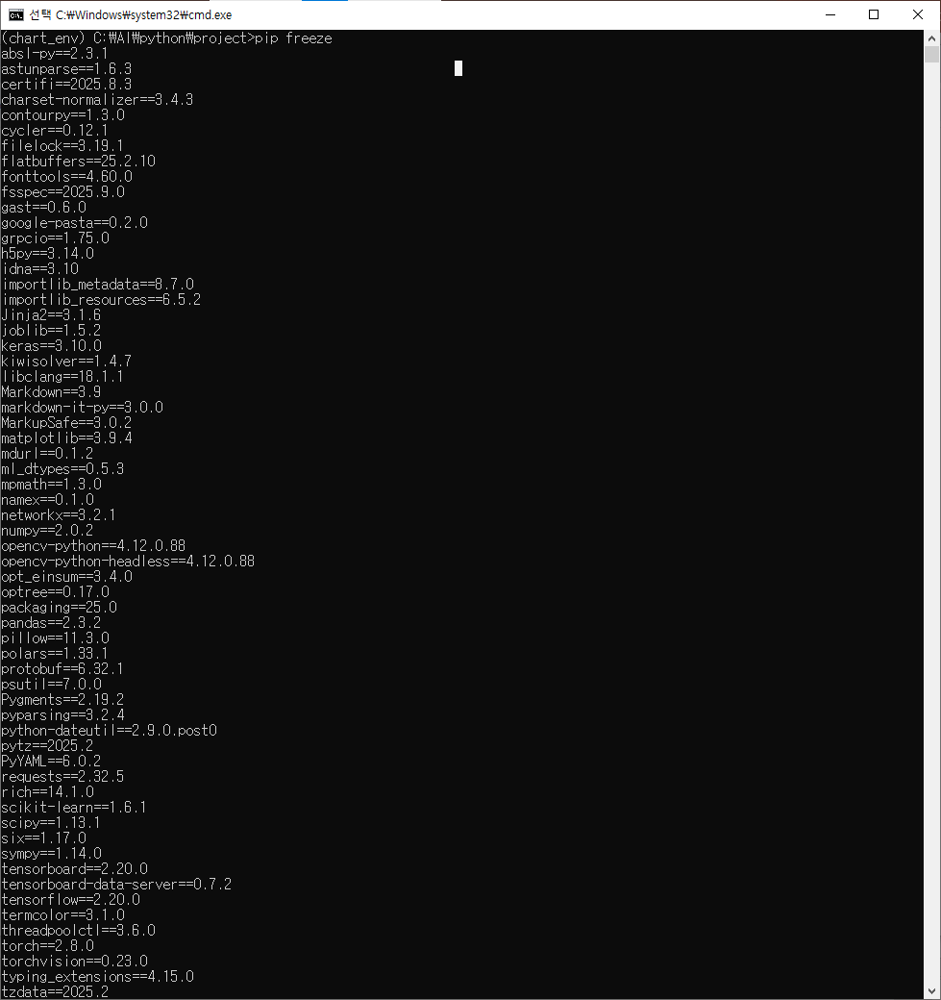 선택 C:₩Windows₩system32₩cmd.exe
(chart_env) C:₩AI₩python₩project>pip freeze
absl-py==2.3.1
astunparse==1.6.3
certifi==2025.8.3
charset-normalizer==3.4.3
contourpy==1.3.0
cycler==0.12.1
filelock==3.19.1
flatbuffers==25.2.10
fonttools==4.60.0
fsspec==2025.9.0
gast==0.6.0
google-pasta==0.2.0
grpcio==1.75.0
h5py==3.14.0
idna==3.10
importlib_metadata==8.7.0
importlib_resources==6.5.2
Jinja2==3.1.6
joblib==1.5.2
keras==3.10.0
kiwisolver==1.4.7
libclang==18.1.1
Markdown==3.9
markdown-it-py==3.0.0
MarkupSafe==3.0.2
matplotlib==3.9.4
mdurl==0.1.2
ml_dtypes==0.5.3
mpmath==1.3.0
namex==0.1.0
networkx==3.2.1
numpy==2.0.2
opencv-python==4.12.0.88
opencv-python-headless==4.12.0.88
opt_einsum==3.4.0
optree==0.17.0
packaging==25.0
pandas==2.3.2
pillow==11.3.0
polars==1.33.1
protobuf==6.32.1
psutil==7.0.0
Pygments==2.19.2
pyparsing==3.2.4
python-dateutil==2.9.0.post0
pytz==2025.2
PyYAML==6.0.2
requests==2.32.5
rich==14.1.0
scikit-learn==1.6.1
scipy==1.13.1
six==1.17.0
sympy==1.14.0
tensorboard==2.20.0
tensorboard-data-server==0.7.2
tensorflow==2.20.0
termcolor==3.1.0
threadpoolctl==3.6.0
torch==2.8.0
torchvision==0.23.0
typing_extensions==4.15.0
tzdata==2025.2